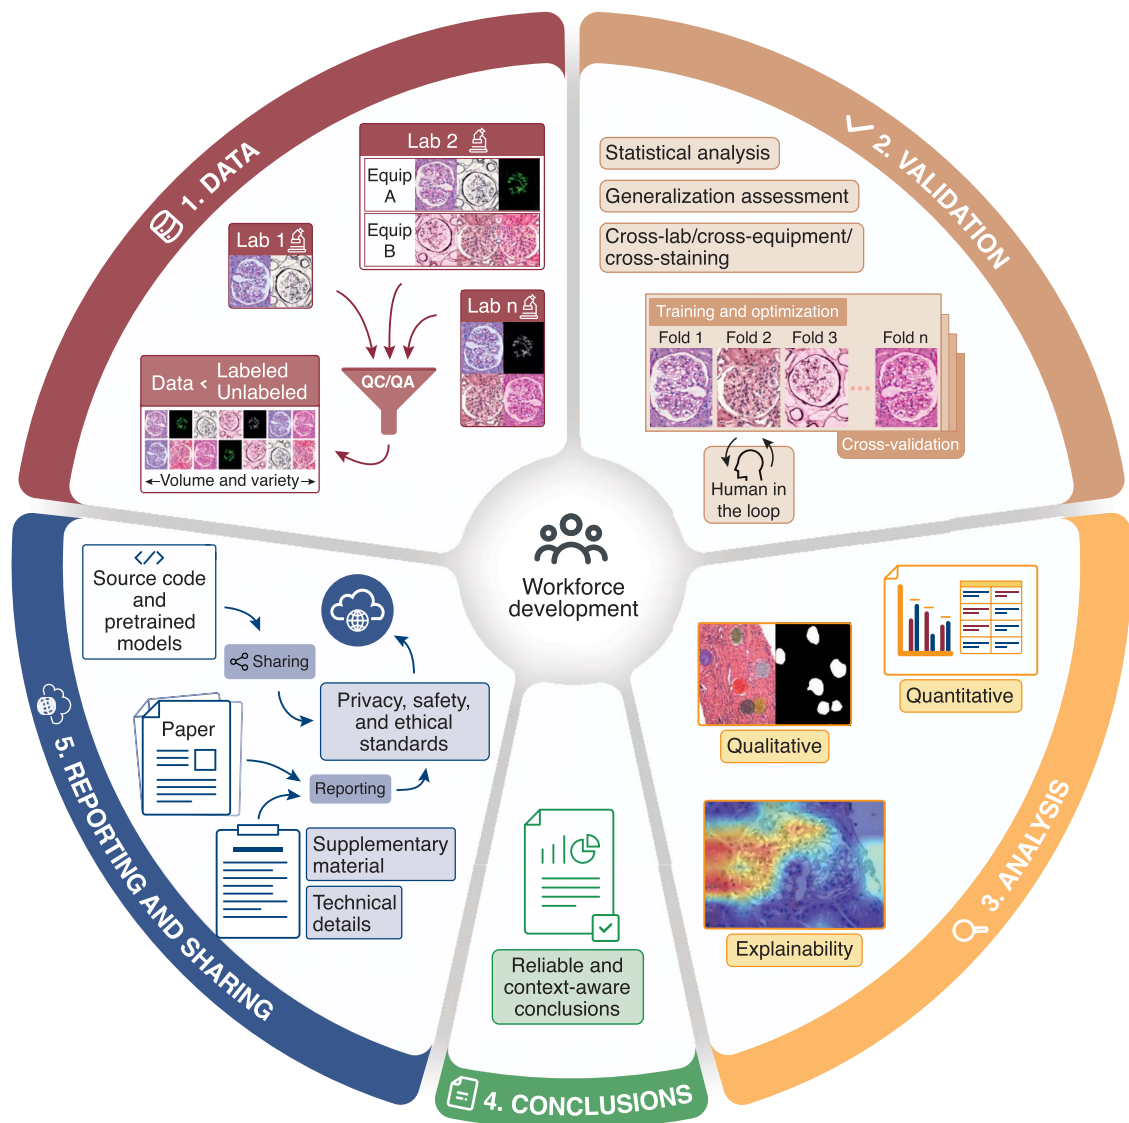 1. DATA
Lab 1
Lab 2
Equip
A
Equip
B
Lab n
QC/QA
Data < Labeled
Unlabeled
Volume and variety
2. VALIDATION
Statistical analysis
Generalization assessment
Cross-lab/cross-equipment/
cross-staining
Training and optimization
Fold 1 Fold 2 Fold 3 Fold n
Cross-validation
Human in
the loop
Workforce
development
3. ANALYSIS
Quantitative
Qualitative
Explainability
4. CONCLUSIONS
Reliable and
context-aware
conclusions
5. REPORTING AND SHARING
</>
Source code
and
pretrained
models
Sharing
Privacy, safety,
and ethical
standards
Paper
Reporting
Supplementary
material
Technical
details